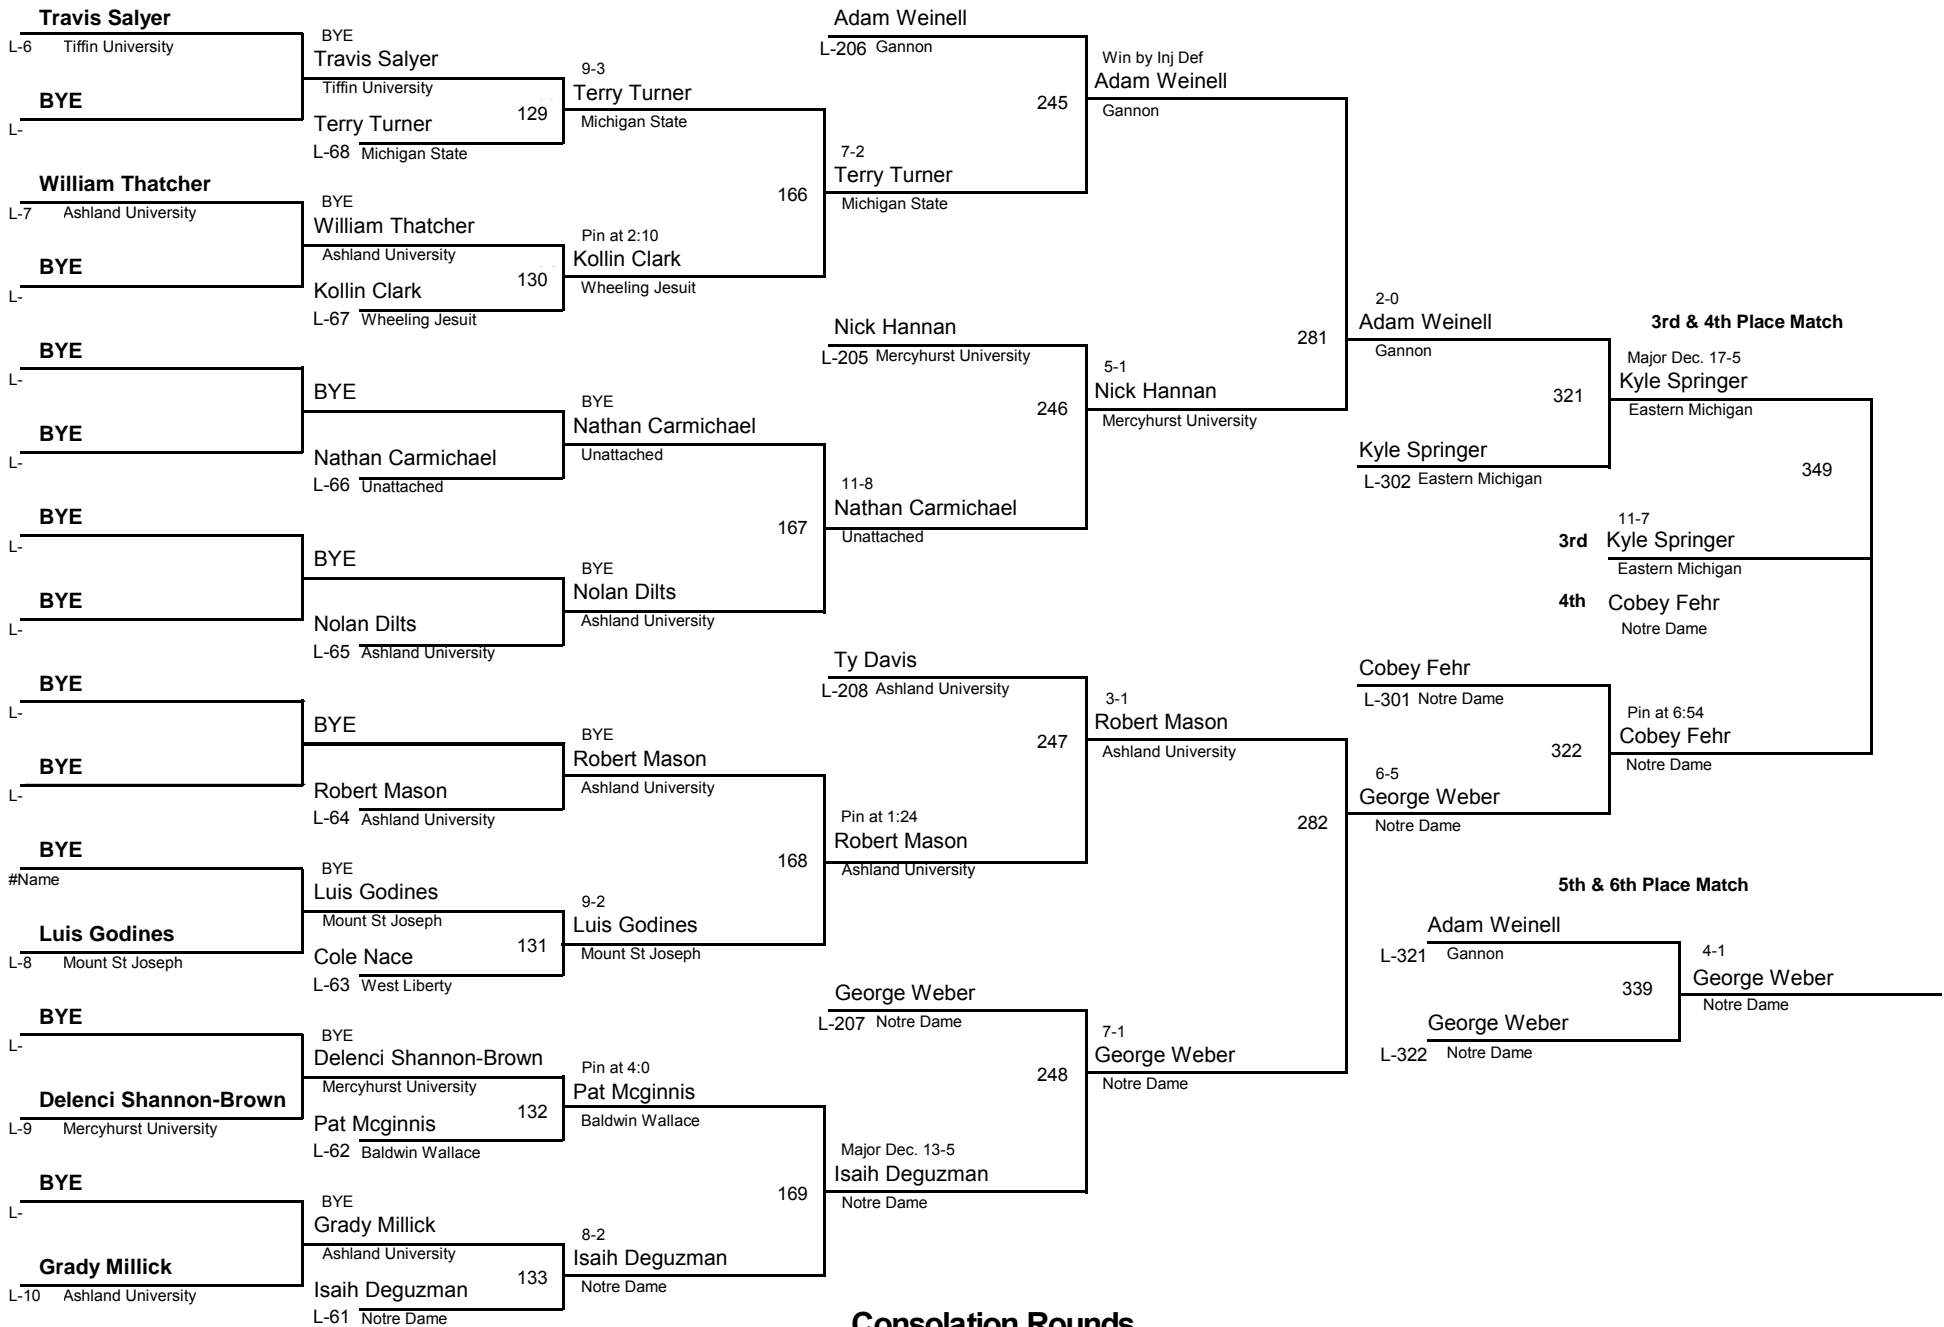 Travis Salyer
L-6 Tiffin University
BYE
L-
William Thatcher
L-7 Ashland University
BYE
L-
BYE
L-
BYE
L-
BYE
L-
BYE
L-
BYE
L-
BYE
L-
BYE
#Name
Luis Godines
L-8 Mount St Joseph
BYE
L-
Delenci Shannon-Brown
L-9 Mercyhurst University
BYE
L-
Grady Millick
L-10 Ashland University
BYE
Travis Salyer
Tiffin University
129
Terry Turner
L-68 Michigan State
BYE
William Thatcher
Ashland University
130
Kollin Clark
L-67 Wheeling Jesuit
BYE
Nathan Carmichael
L-66 Unattached
BYE
Nolan Dilts
L-65 Ashland University
BYE
Robert Mason
L-64 Ashland University
BYE
Luis Godines
Mount St Joseph
131
Cole Nace
L-63 West Liberty
BYE
Delenci Shannon-Brown
Mercyhurst University
132
Pat Mcginnis
L-62 Baldwin Wallace
BYE
Grady Millick
Ashland University
133
Isaih Deguzman
L-61 Notre Dame
9-3
Terry Turner
Michigan State
166
Pin at 2:10
Kollin Clark
Wheeling Jesuit
BYE
Nathan Carmichael
Unattached
167
BYE
Nolan Dilts
Ashland University
BYE
Robert Mason
Ashland University
168
9-2
Luis Godines
Mount St Joseph
Pin at 4:0
Pat Mcginnis
Baldwin Wallace
169
8-2
Isaih Deguzman
Notre Dame
Adam Weinell
L-206 Gannon
245
7-2
Terry Turner
Michigan State
Nick Hannan
L-205 Mercyhurst University
246
11-8
Nathan Carmichael
Unattached
Ty Davis
L-208 Ashland University
247
Pin at 1:24
Robert Mason
Ashland University
George Weber
L-207 Notre Dame
248
Major Dec. 13-5
Isaih Deguzman
Notre Dame
Win by Inj Def
Adam Weinell
Gannon
281
5-1
Nick Hannan
Mercyhurst University
3-1
Robert Mason
Ashland University
282
7-1
George Weber
Notre Dame
2-0
Adam Weinell
Gannon
321
Kyle Springer
L-302 Eastern Michigan
Cobey Fehr
L-301 Notre Dame
322
6-5
George Weber
Notre Dame
3rd & 4th Place Match
Major Dec. 17-5
Kyle Springer
Eastern Michigan
349
11-7
3rd Kyle Springer
Eastern Michigan
4th Cobey Fehr
Notre Dame
Pin at 6:54
Cobey Fehr
Notre Dame
5th & 6th Place Match
Adam Weinell
L-321 Gannon
339
George Weber
L-322 Notre Dame
4-1
George Weber
Notre Dame
Consolation Rounds